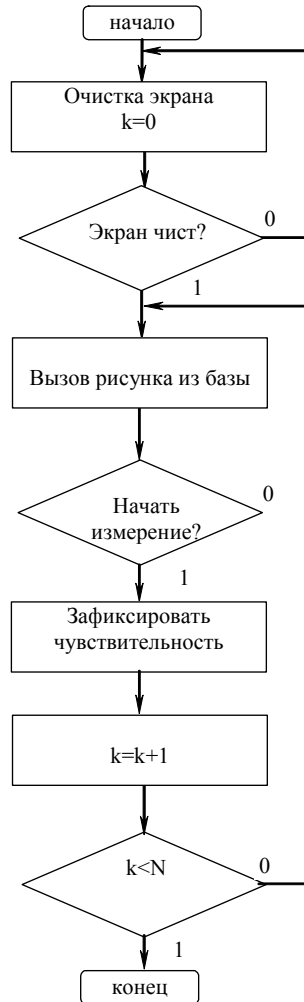 начало
Очистка экрана
k=0
Экран чист?
0
1
Вызов рисунка из базы
0
Начать
измерение?
1
Зафиксировать
чувствительность
k=k+1
k<N
0
1
конец